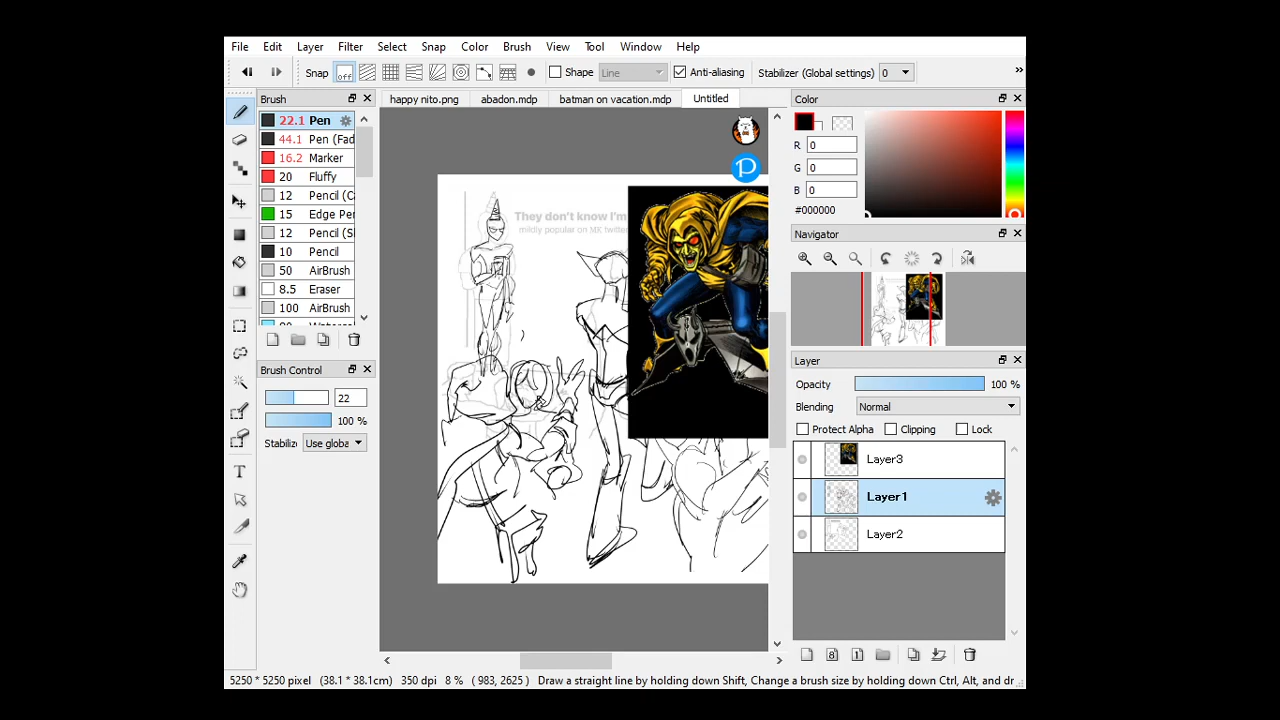 File Edit Layer Filter Select Snap Color Brush View Tool Window Help
Snap off Shape Line Anti-aliasing Stabilizer (Global settings) 0 »
Brush
happy nito.png abadon.mdp batman on vacation.mdp Untitled
22.1 Pen
44.1 Pen (Fad
16.2 Marker
20 Fluffy
12 Pencil (C
15 Edge Pe
12 Pencil (S
10 Pencil
50 AirBrush
8.5 Eraser
100 AirBrush
Brush Control
22
100 %
Stabiliz Use globa
They don't know I'm
mildly popular on MK twitter
P
Color
R 0
G 0
B 0
#000000
Navigator
Layer
Opacity 100 %
Blending Normal
Protect Alpha Clipping Lock
Layer3
Layer1
Layer2
8 1
T
5250 * 5250 pixel (38.1 * 38.1cm) 350 dpi 8 % ( 983, 2625 ) Draw a straight line by holding down Shift, Change a brush size by holding down Ctrl, Alt, and dr